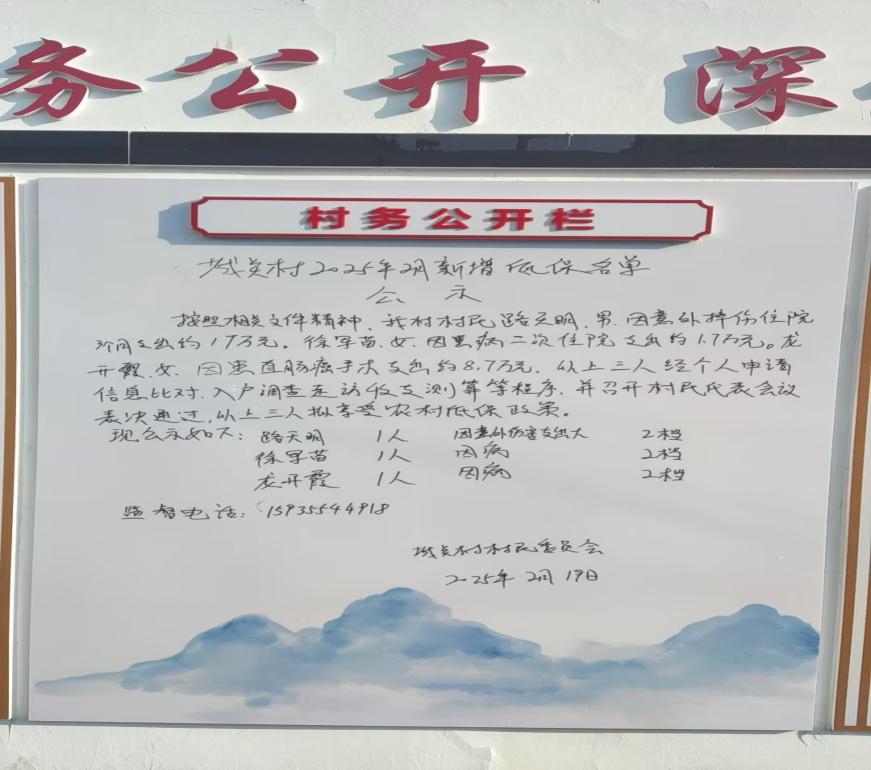 务公开 深
村务公开栏
城贞村2025年2月新增低保名单
公示
按照相关文件精神、我村村民路天明、男、因意外摔伤住院
3个月支出约17万元。徐军苗、女、因患病二次住院支出约1.7万元。龙
开霞、女、因患直肠癌手术支出约8.7万元、以上三人经个人申请
信息比对、入户调查走访收支测算等程序、并召开村民代表会议
表决通过,以上三人拟享受农村低保政策。
现公示如下:路天明 1人 因意外伤害支出大 2档
徐军苗 1人 因病 2档
龙开霞 1人 因病 2档
监督电话:15935544918
村村民委员会
2025年2月19日